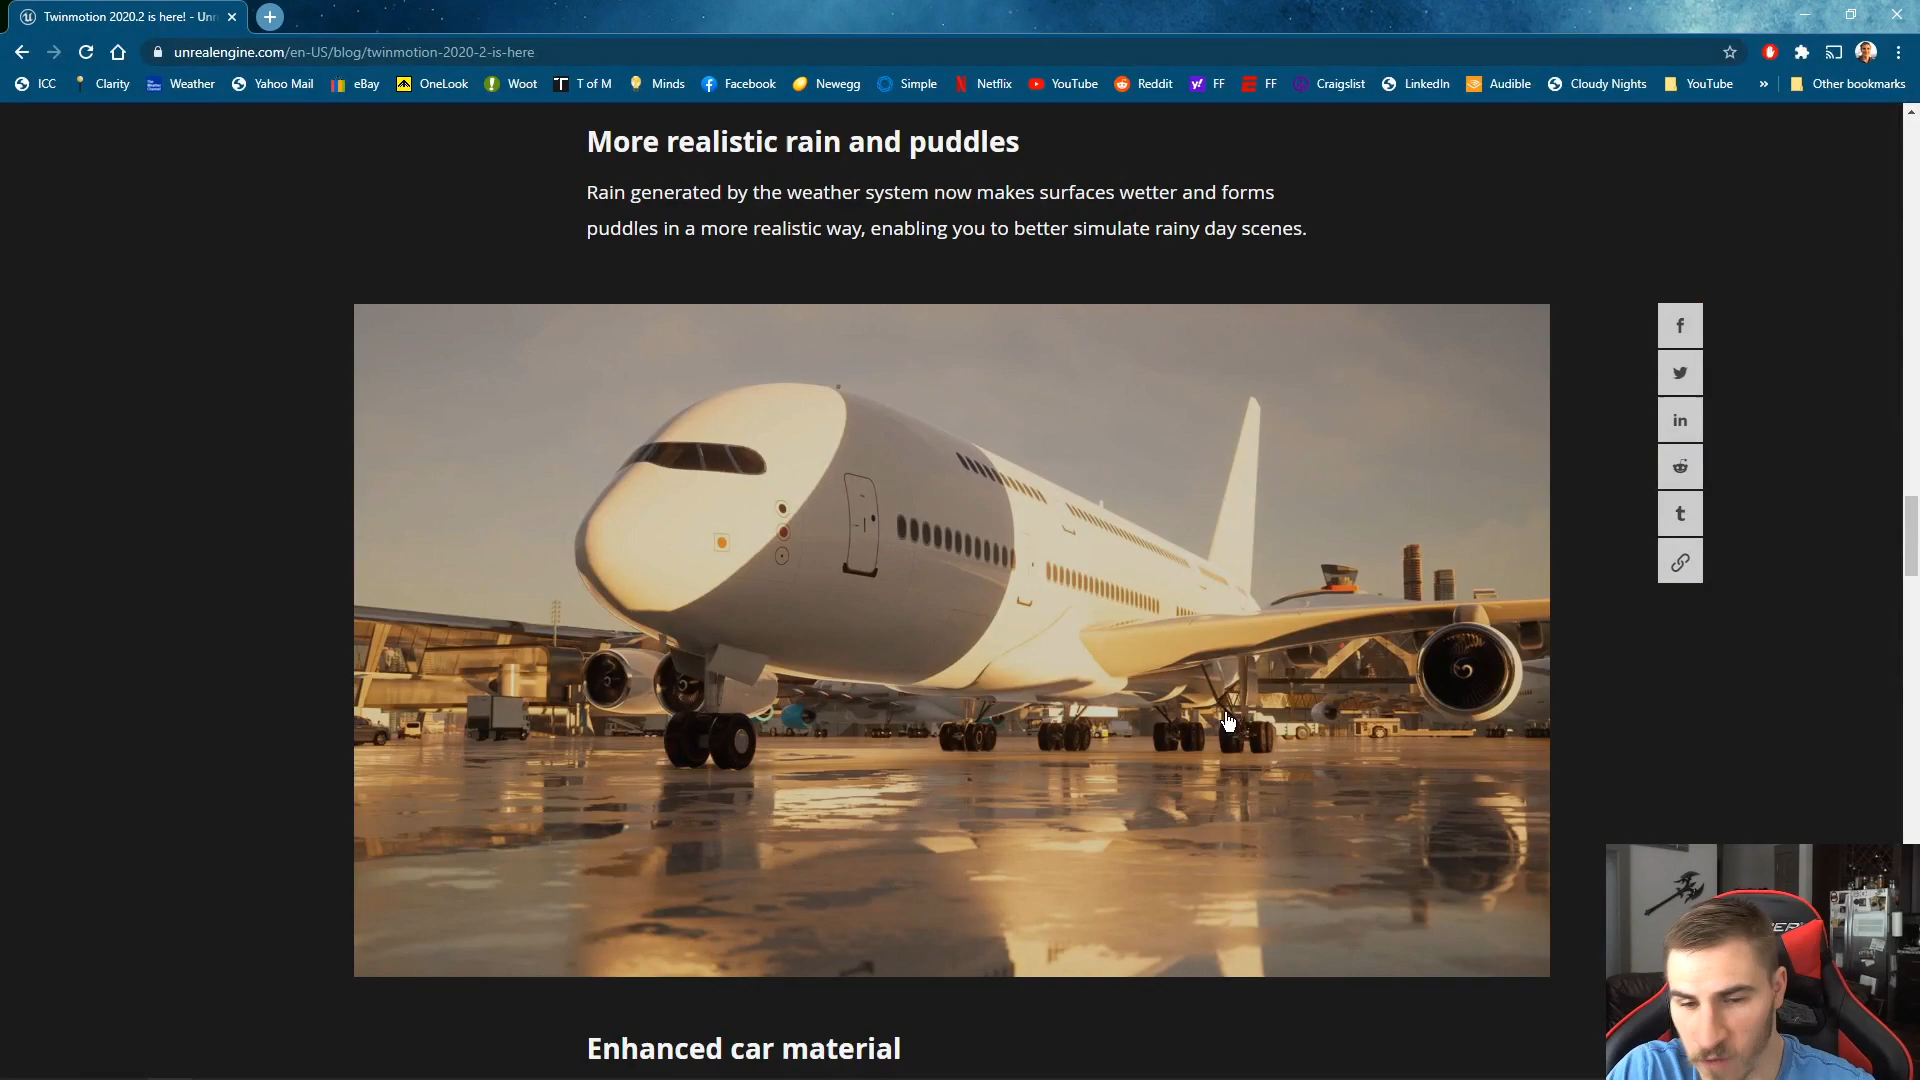 Twinmotion 2020.2 is here! - Unr
unrealengine.com/en-US/blog/twinmotion-2020-2-is-here
ICC Clarity Weather Yahoo Mail eBay OneLook Woot T of M Minds Facebook Newegg Simple Netflix YouTube Reddit FF FF Craigslist LinkedIn Audible Cloudy Nights YouTube » Other bookmarks
More realistic rain and puddles
Rain generated by the weather system now makes surfaces wetter and forms
puddles in a more realistic way, enabling you to better simulate rainy day scenes.
Enhanced car material